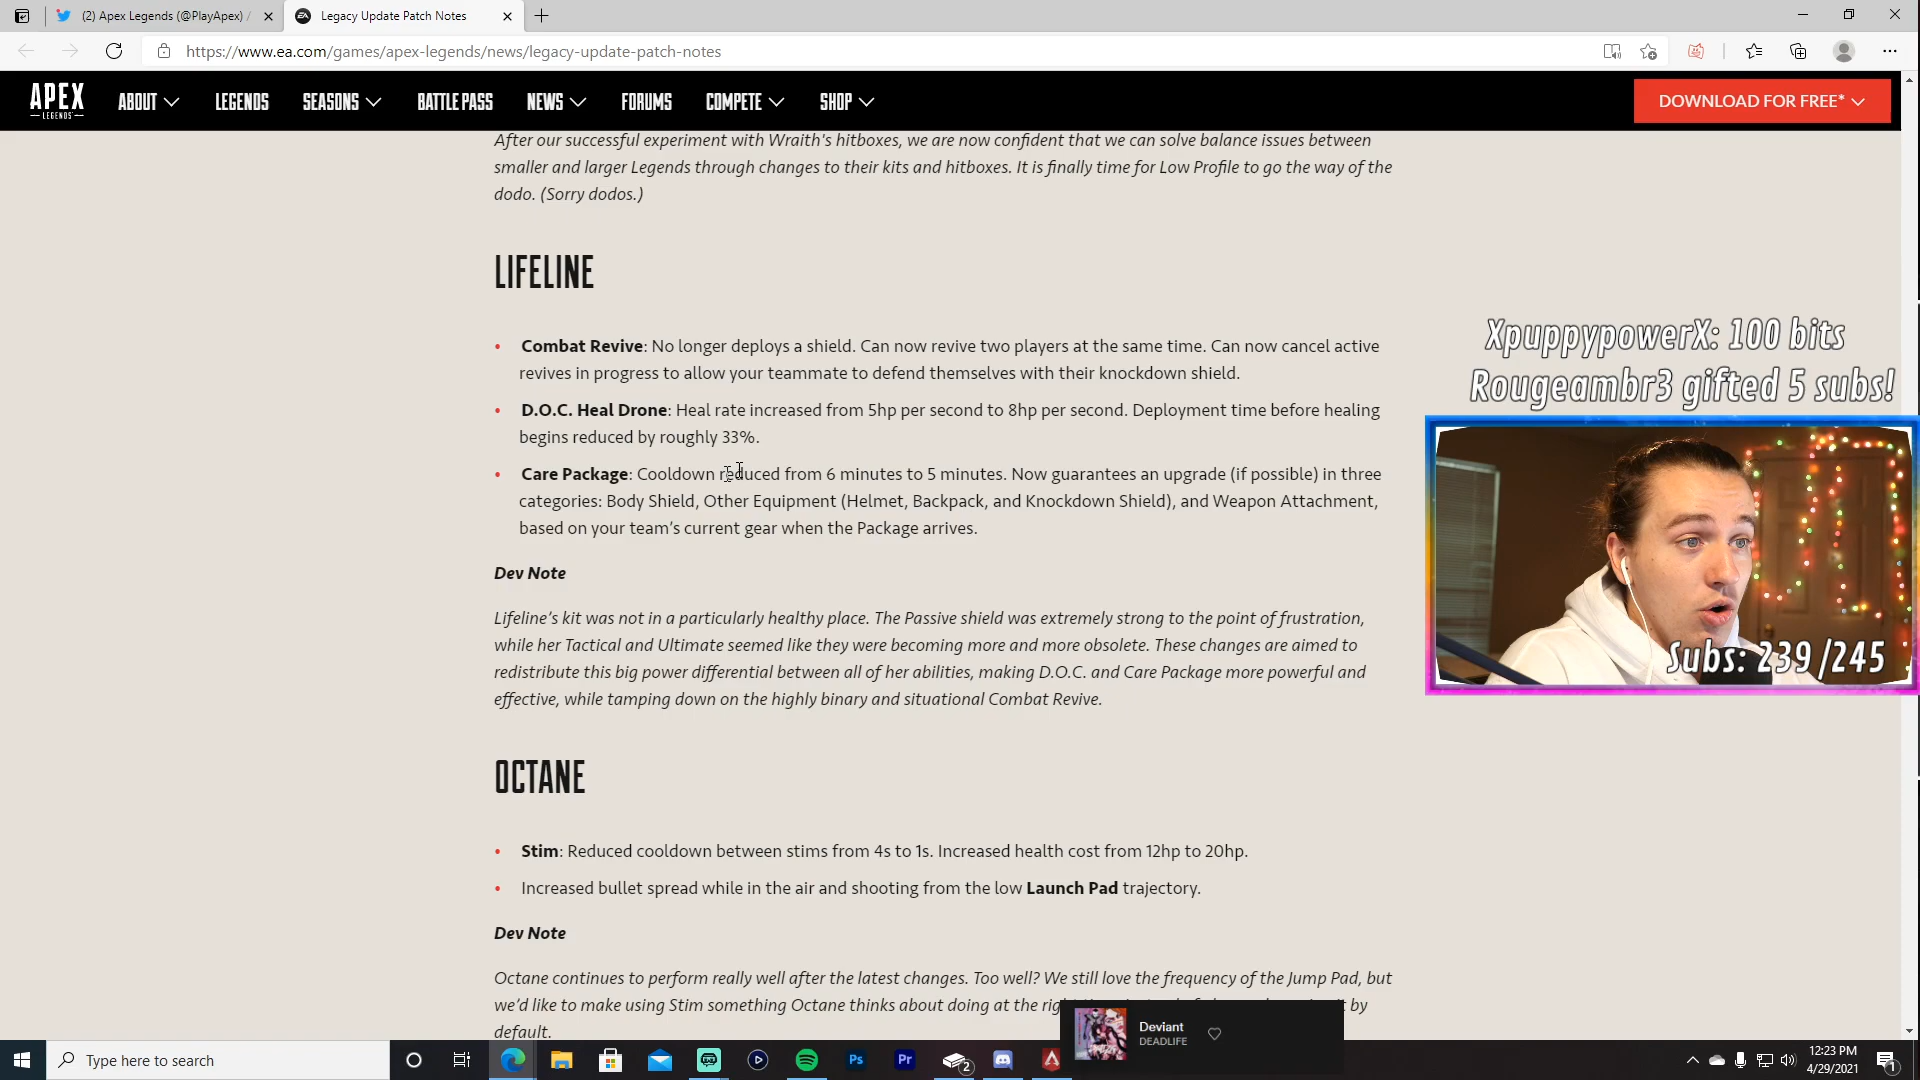 (2) Apex Legends (@PlayApex) /
Legacy Update Patch Notes
https://www.ea.com/games/apex-legends/news/legacy-update-patch-notes
APEX
LEGENDS
ABOUT
LEGENDS
SEASONS
BATTLE PASS
NEWS
FORUMS
COMPETE
SHOP
DOWNLOAD FOR FREE*
After our successful experiment with Wraith's hitboxes, we are now confident that we can solve balance issues between
smaller and larger Legends through changes to their kits and hitboxes. It is finally time for Low Profile to go the way of the
dodo. (Sorry dodos.)
LIFELINE
• Combat Revive: No longer deploys a shield. Can now revive two players at the same time. Can now cancel active
revives in progress to allow your teammate to defend themselves with their knockdown shield.
• D.O.C. Heal Drone: Heal rate increased from 5hp per second to 8hp per second. Deployment time before healing
begins reduced by roughly 33%.
• Care Package: Cooldown reduced from 6 minutes to 5 minutes. Now guarantees an upgrade (if possible) in three
categories: Body Shield, Other Equipment (Helmet, Backpack, and Knockdown Shield), and Weapon Attachment,
based on your team's current gear when the Package arrives.
Dev Note
Lifeline's kit was not in a particularly healthy place. The Passive shield was extremely strong to the point of frustration,
while her Tactical and Ultimate seemed like they were becoming more and more obsolete. These changes are aimed to
redistribute this big power differential between all of her abilities, making D.O.C. and Care Package more powerful and
effective, while tamping down on the highly binary and situational Combat Revive.
OCTANE
• Stim: Reduced cooldown between stims from 4s to 1s. Increased health cost from 12hp to 20hp.
• Increased bullet spread while in the air and shooting from the low Launch Pad trajectory.
Dev Note
Octane continues to perform really well after the latest changes. Too well? We still love the frequency of the Jump Pad, but
we'd like to make using Stim something Octane thinks about doing at the
by
default.
XpuppypowerX: 100 bits
Rougeambr3 gifted 5 subs!
Subs: 239 /245
Deviant
DEADLIFE
Type here to search
Ps
Pr
2
12:23 PM
4/29/2021
1